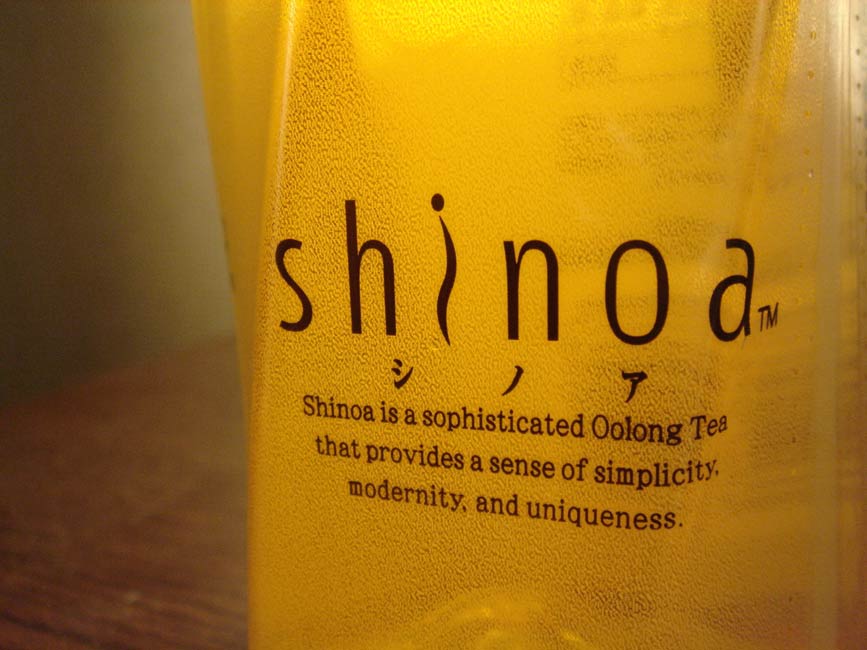 shinoa™
シノア
Shinoa is a sophisticated Oolong Tea
that provides a sense of simplicity,
modernity, and uniqueness.